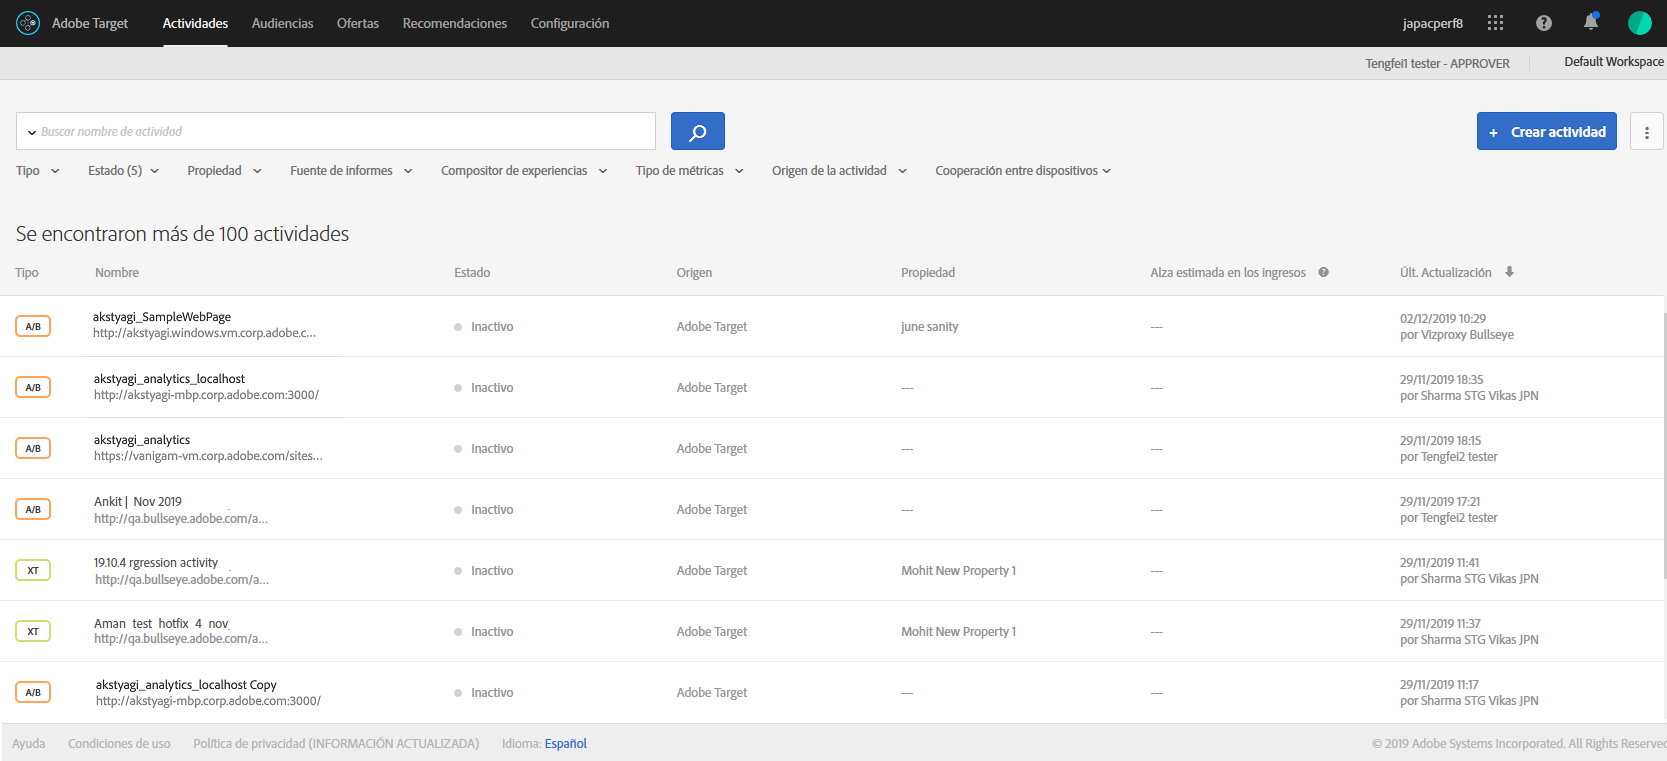 Adobe Target Actividades Audiencias Ofertas Recomendaciones Configuración japacperf8
Tengfei1 tester - APPROVER Default Workspace
Buscar nombre de actividad
+ Crear actividad
Tipo Estado (5) Propiedad Fuente de informes Compositor de experiencias Tipo de métricas Origen de la actividad Cooperación entre dispositivos
Se encontraron más de 100 actividades
Tipo Nombre Estado Origen Propiedad Alza estimada en los ingresos Últ. Actualización
akstyagi_SampleWebPage 02/12/2019 10:29
A/B Inactivo Adobe Target june sanity ---
http://akstyagi.windows.vm.corp.adobe.c... por Vizproxy Bullseye
akstyagi_analytics_localhost 29/11/2019 18:35
A/B Inactivo Adobe Target --- ---
http://akstyagi-mbp.corp.adobe.com:3000/ por Sharma STG Vikas JPN
akstyagi_analytics 29/11/2019 18:15
A/B Inactivo Adobe Target --- ---
https://vanigam-vm.corp.adobe.com/sites... por Tengfei2 tester
Ankit | Nov 2019 29/11/2019 17:21
A/B Inactivo Adobe Target --- ---
http://qa.bullseye.adobe.com/a... por Tengfei2 tester
19.10.4 rgression activity 29/11/2019 11:41
XT Inactivo Adobe Target Mohit New Property 1 ---
http://qa.bullseye.adobe.com/a... por Sharma STG Vikas JPN
Aman_test_hotfix_4_nov_ 29/11/2019 11:37
XT Inactivo Adobe Target Mohit New Property 1 ---
http://qa.bullseye.adobe.com/a... por Sharma STG Vikas JPN
akstyagi_analytics_localhost Copy 29/11/2019 11:17
A/B Inactivo Adobe Target --- ---
http://akstyagi-mbp.corp.adobe.com:3000/ por Sharma STG Vikas JPN
Ayuda Condiciones de uso Política de privacidad (INFORMACIÓN ACTUALIZADA) Idioma: Español © 2019 Adobe Systems Incorporated. All Rights Reserved